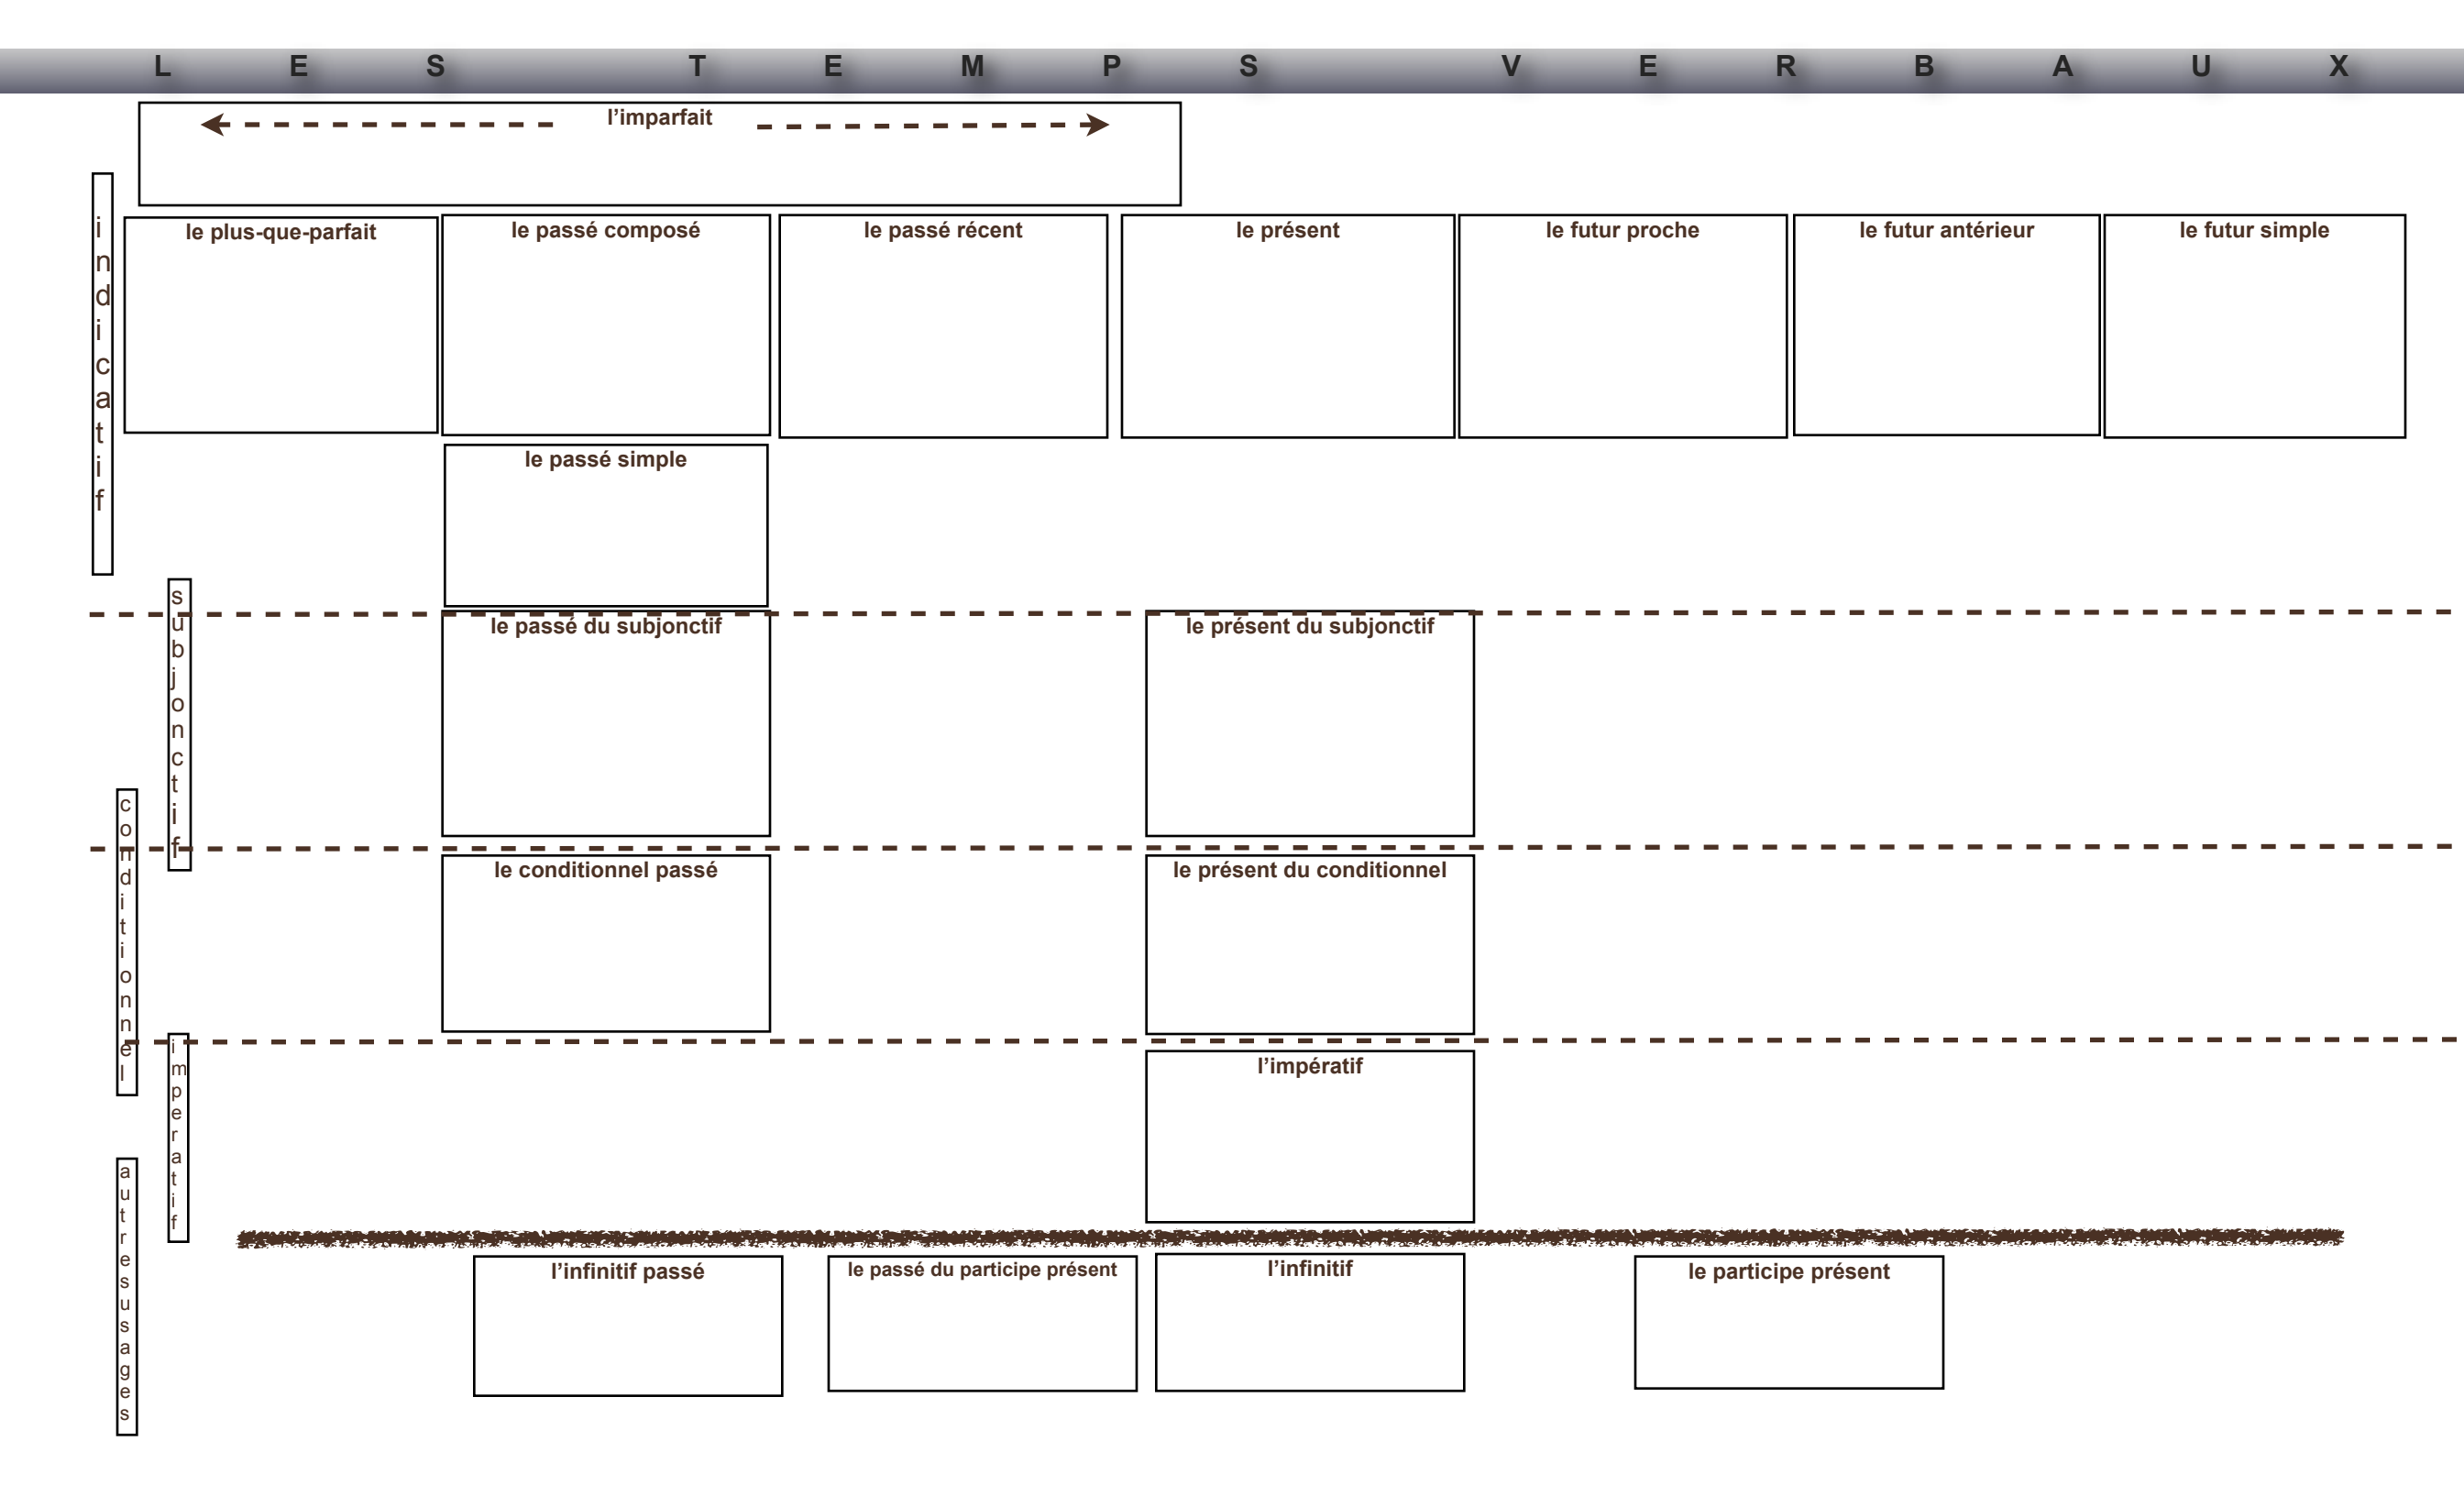 LES TEMPS VERBAUX
l’imparfait
indicatif
le plus-que-parfait
le passé composé
le passé récent
le présent
le futur proche
le futur antérieur
le futur simple
le passé simple
subjonctif
le passé du subjonctif
le présent du subjonctif
conditionnel
le conditionnel passé
le présent du conditionnel
imperatif
l’impératif
autresusages
l’infinitif passé
le passé du participe présent
l’infinitif
le participe présent